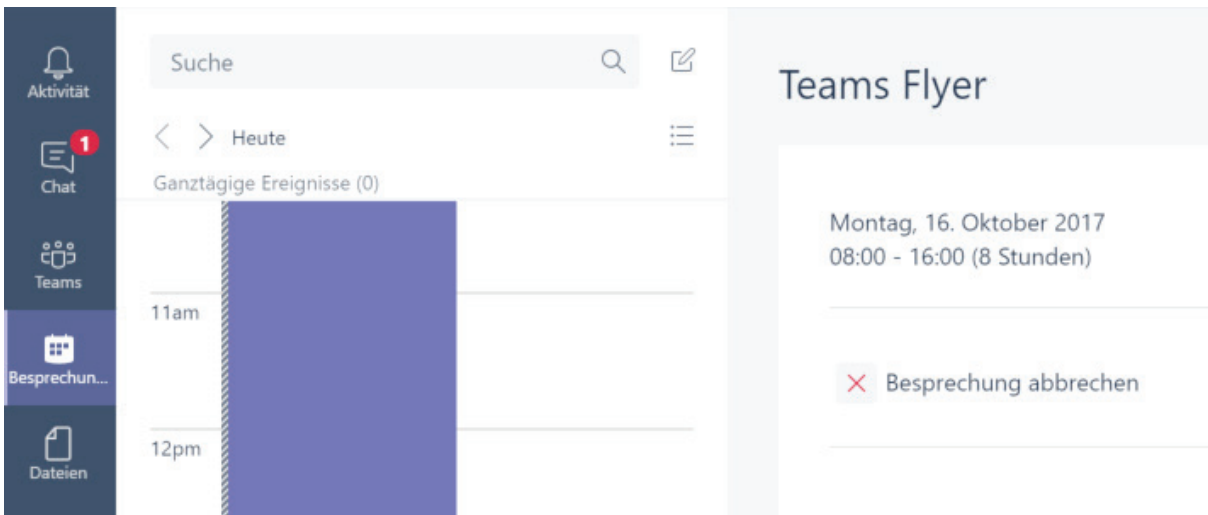 Aktivität
1
Chat
Teams
Besprechun...
Dateien
Suche
Heute
Ganztägige Ereignisse (0)
11am
12pm
Teams Flyer
Montag, 16. Oktober 2017
08:00 - 16:00 (8 Stunden)
Besprechung abbrechen